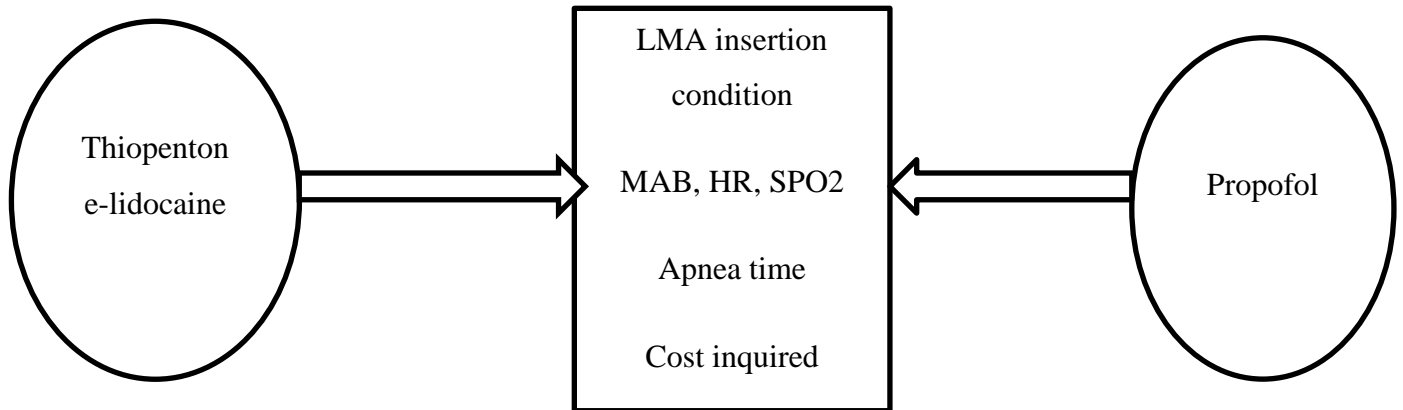 Thiopenton
e-lidocaine
LMA insertion
condition
MAB, HR, SPO2
Apnea time
Cost inquired
Propofol